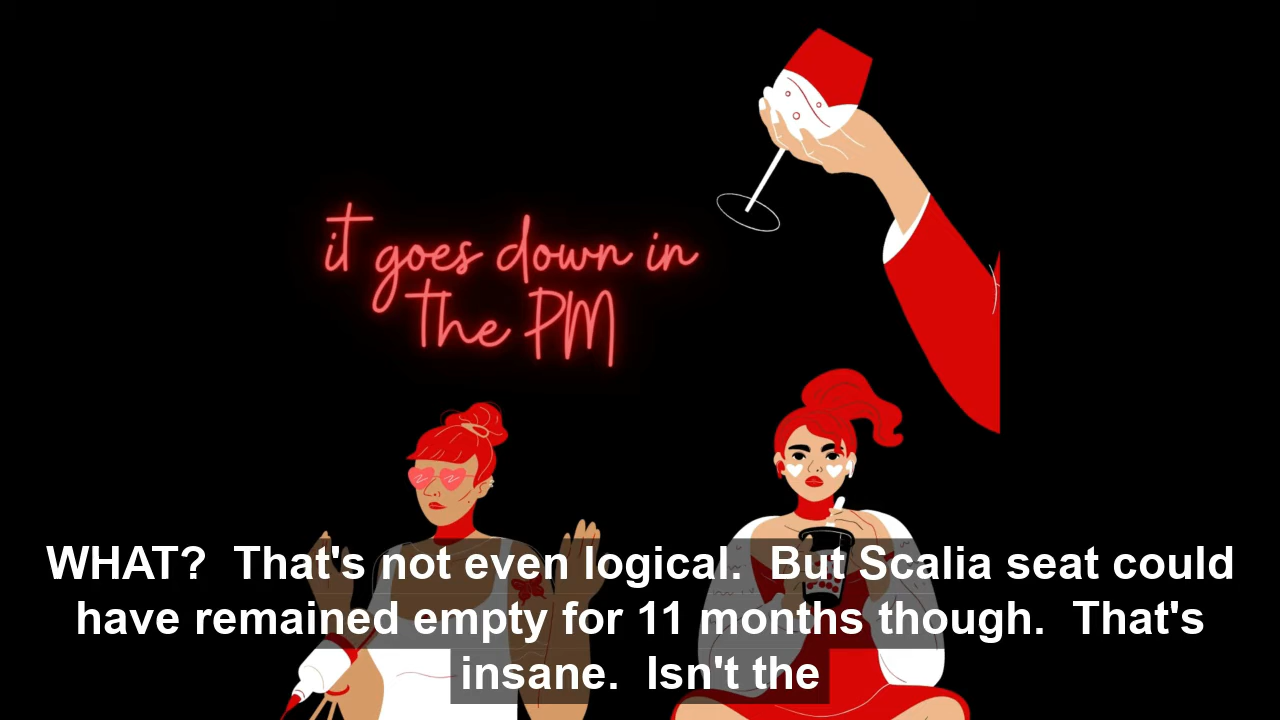 it goes down in
the PM
WHAT?  That's not even logical.  But Scalia seat could
have remained empty for 11 months though.  That's
insane.  Isn't the